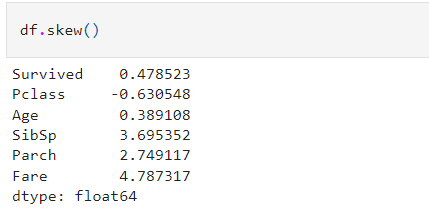 df.skew()
Survived    0.478523
Pclass     -0.630548
Age         0.389108
SibSp       3.695352
Parch       2.749117
Fare        4.787317
dtype: float64